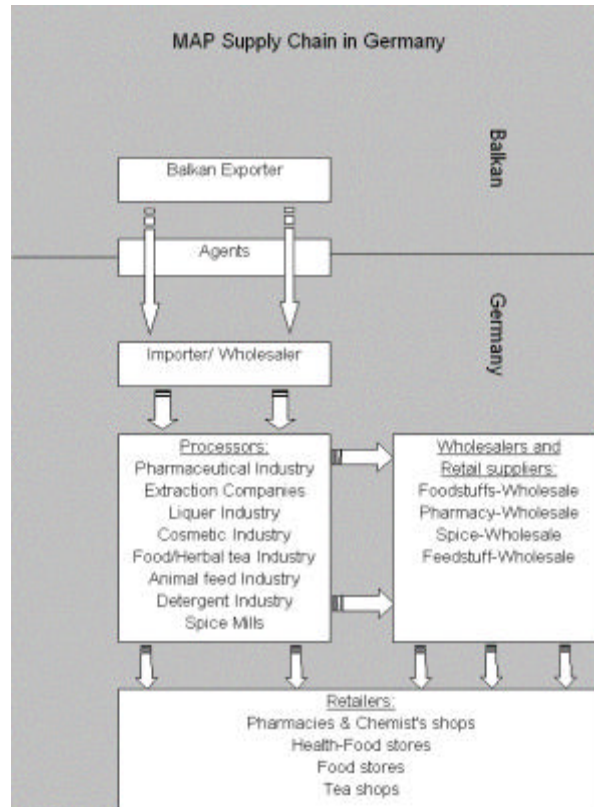 MAP Supply Chain in Germany
Balkan
Balkan Exporter
Agents
Germany
Importer/ Wholesaler
Processors:
Pharmaceutical Industry
Extraction Companies
Liquer Industry
Cosmetic Industry
Food/Herbal tea Industry
Animal feed Industry
Detergent Industry
Spice Mills
Wholesalers and
Retail suppliers:
Foodstuffs-Wholesale
Pharmacy-Wholesale
Spice-Wholesale
Feedstuff-Wholesale
Retailers:
Pharmacies & Chemist's shops
Health-Food stores
Food stores
Tea shops